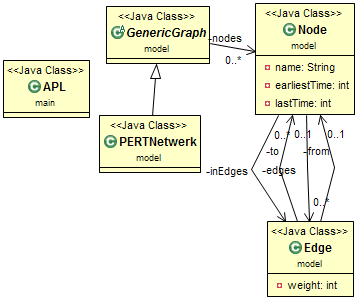 <<Java Class>>
GenericGraph
model
-nodes
0..*
<<Java Class>>
Node
model
name: String
earliestTime: int
lastTime: int
<<Java Class>>
APL
main
<<Java Class>>
PERTNetwerk
model
0..*
0..1
0..1
-to
-from
-inEdges
-edges
0..*
<<Java Class>>
Edge
model
weight: int